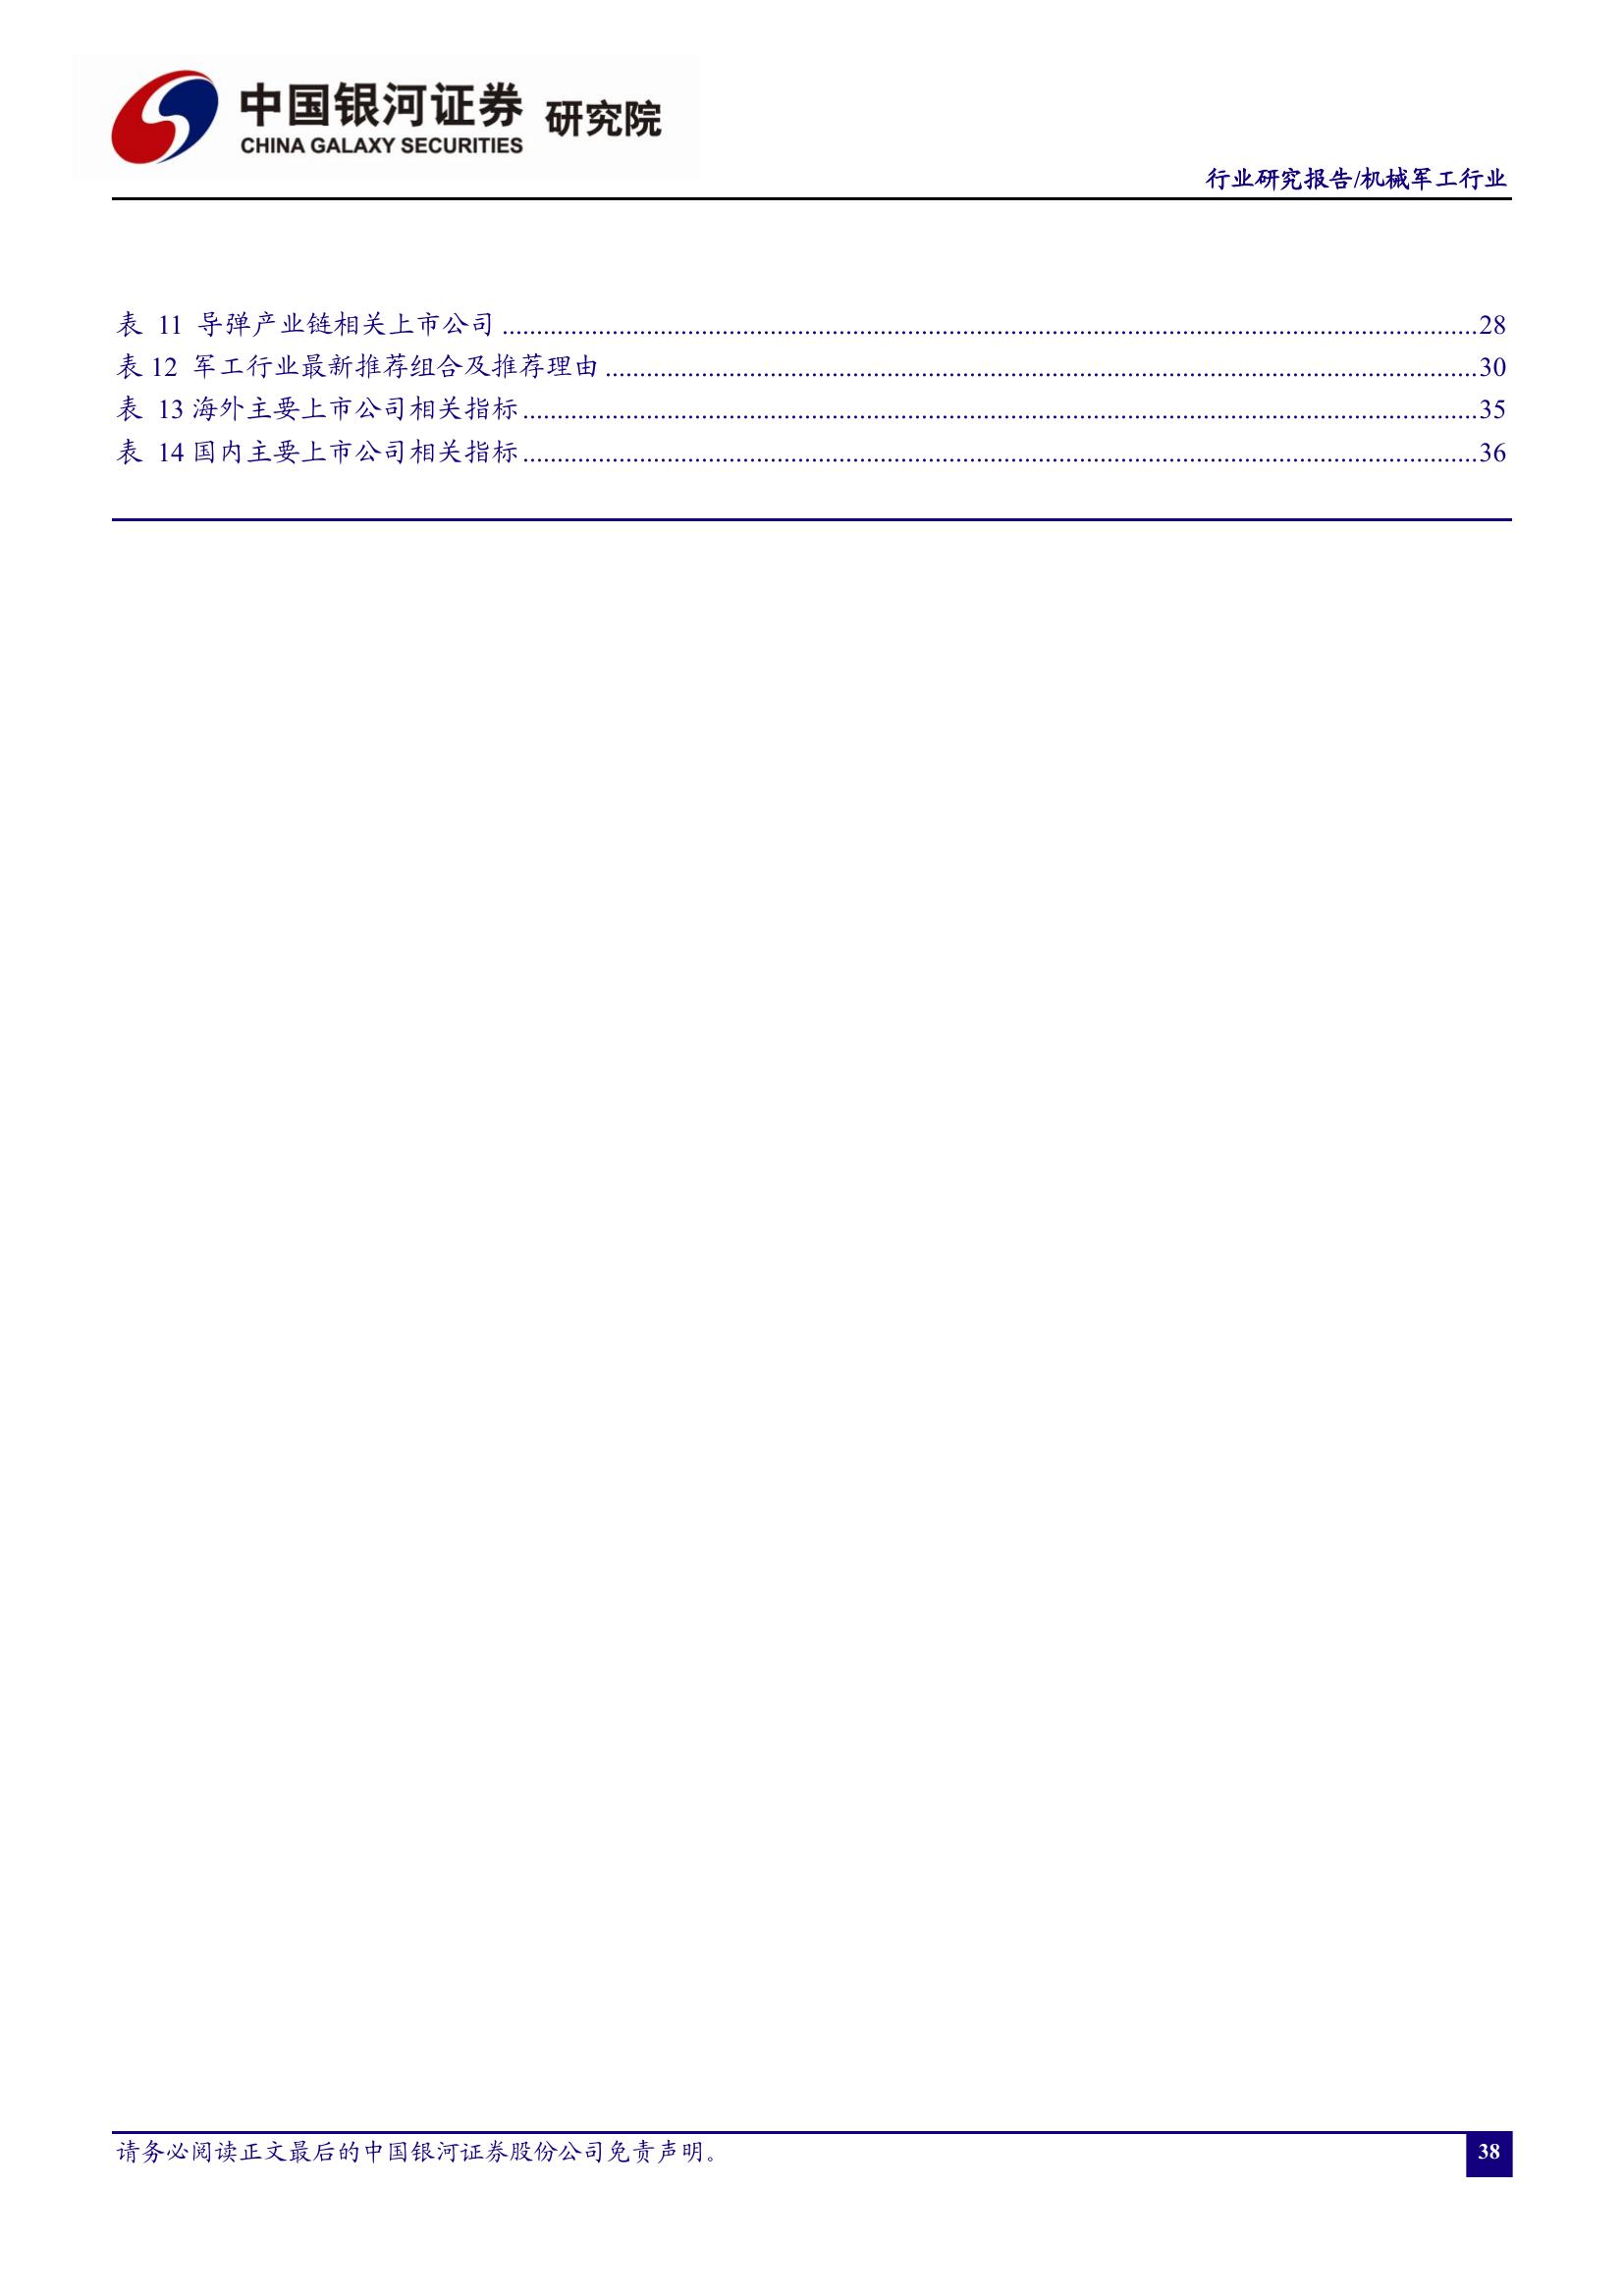 中国银河证券 研究院
CHINA GALAXY SECURITIES
行业研究报告/机械军工行业
表 11 导弹产业链相关上市公司........................................28
表 12 军工行业最新推荐组合及推荐理由........................................30
表 13 海外主要上市公司相关指标........................................35
表 14 国内主要上市公司相关指标........................................36
请务必阅读正文最后的中国银河证券股份公司免责声明。
38